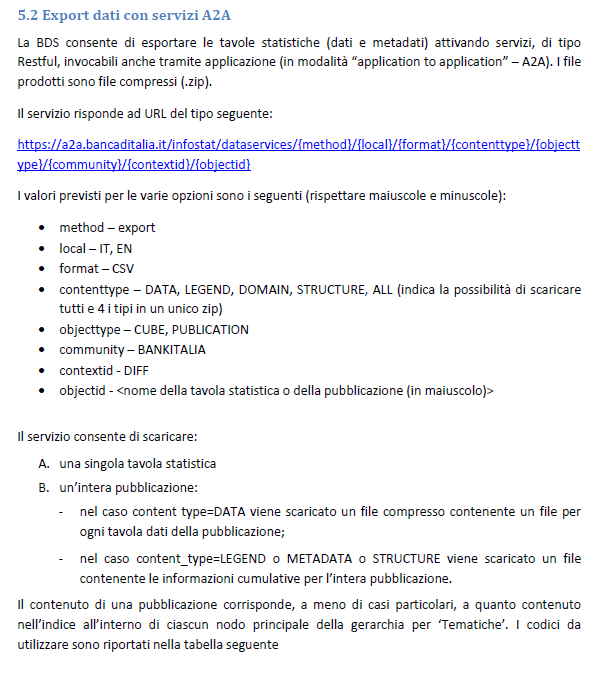 5.2 Export dati con servizi A2A
La BDS consente di esportare le tavole statistiche (dati e metadati) attivando servizi, di tipo
Restful, invocabili anche tramite applicazione (in modalità “application to application” – A2A). I file
prodotti sono file compressi (.zip).
Il servizio risponde ad URL del tipo seguente:
https://a2a.bancaditalia.it/infostat/dataservices/{method}/{local}/{format}/{contenttype}/{objectt
ype}/{community}/{contextid}/{objectid}
I valori previsti per le varie opzioni sono i seguenti (rispettare maiuscole e minuscole):
• method – export
• local – IT, EN
• format – CSV
• contenttype – DATA, LEGEND, DOMAIN, STRUCTURE, ALL (indica la possibilità di scaricare
tutti e 4 i tipi in un unico zip)
• objecttype – CUBE, PUBLICATION
• community – BANKITALIA
• contextid - DIFF
• objectid - <nome della tavola statistica o della pubblicazione (in maiuscolo)>
Il servizio consente di scaricare:
A. una singola tavola statistica
B. un’intera pubblicazione:
- nel caso content type=DATA viene scaricato un file compresso contenente un file per
ogni tavola dati della pubblicazione;
- nel caso content_type=LEGEND o METADATA o STRUCTURE viene scaricato un file
contenente le informazioni cumulative per l’intera pubblicazione.
Il contenuto di una pubblicazione corrisponde, a meno di casi particolari, a quanto contenuto
nell’indice all’interno di ciascun nodo principale della gerarchia per ‘Tematiche’. I codici da
utilizzare sono riportati nella tabella seguente